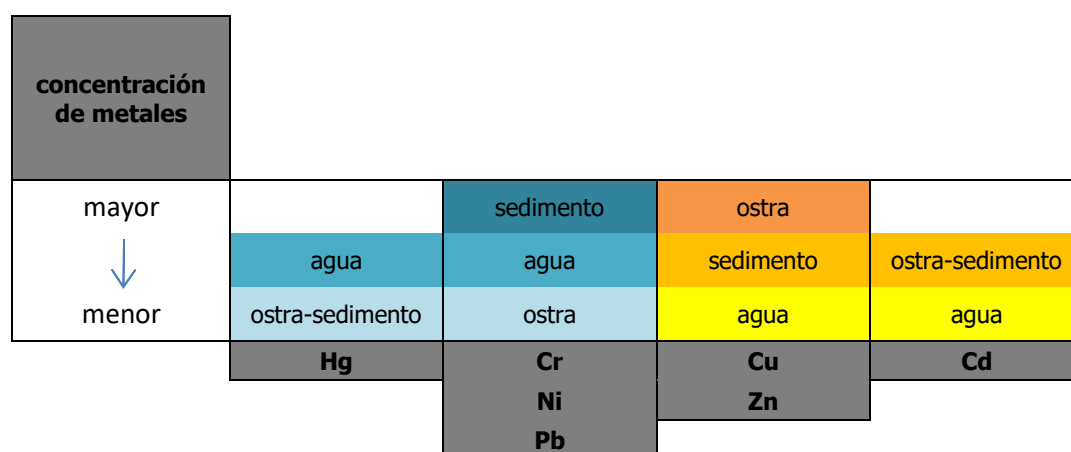 concentración
de metales
mayor
sedimento
ostra
agua
agua
sedimento
ostra-sedimento
menor
ostra-sedimento
ostra
agua
agua
Hg
Cr
Cu
Cd
Ni
Zn
Pb